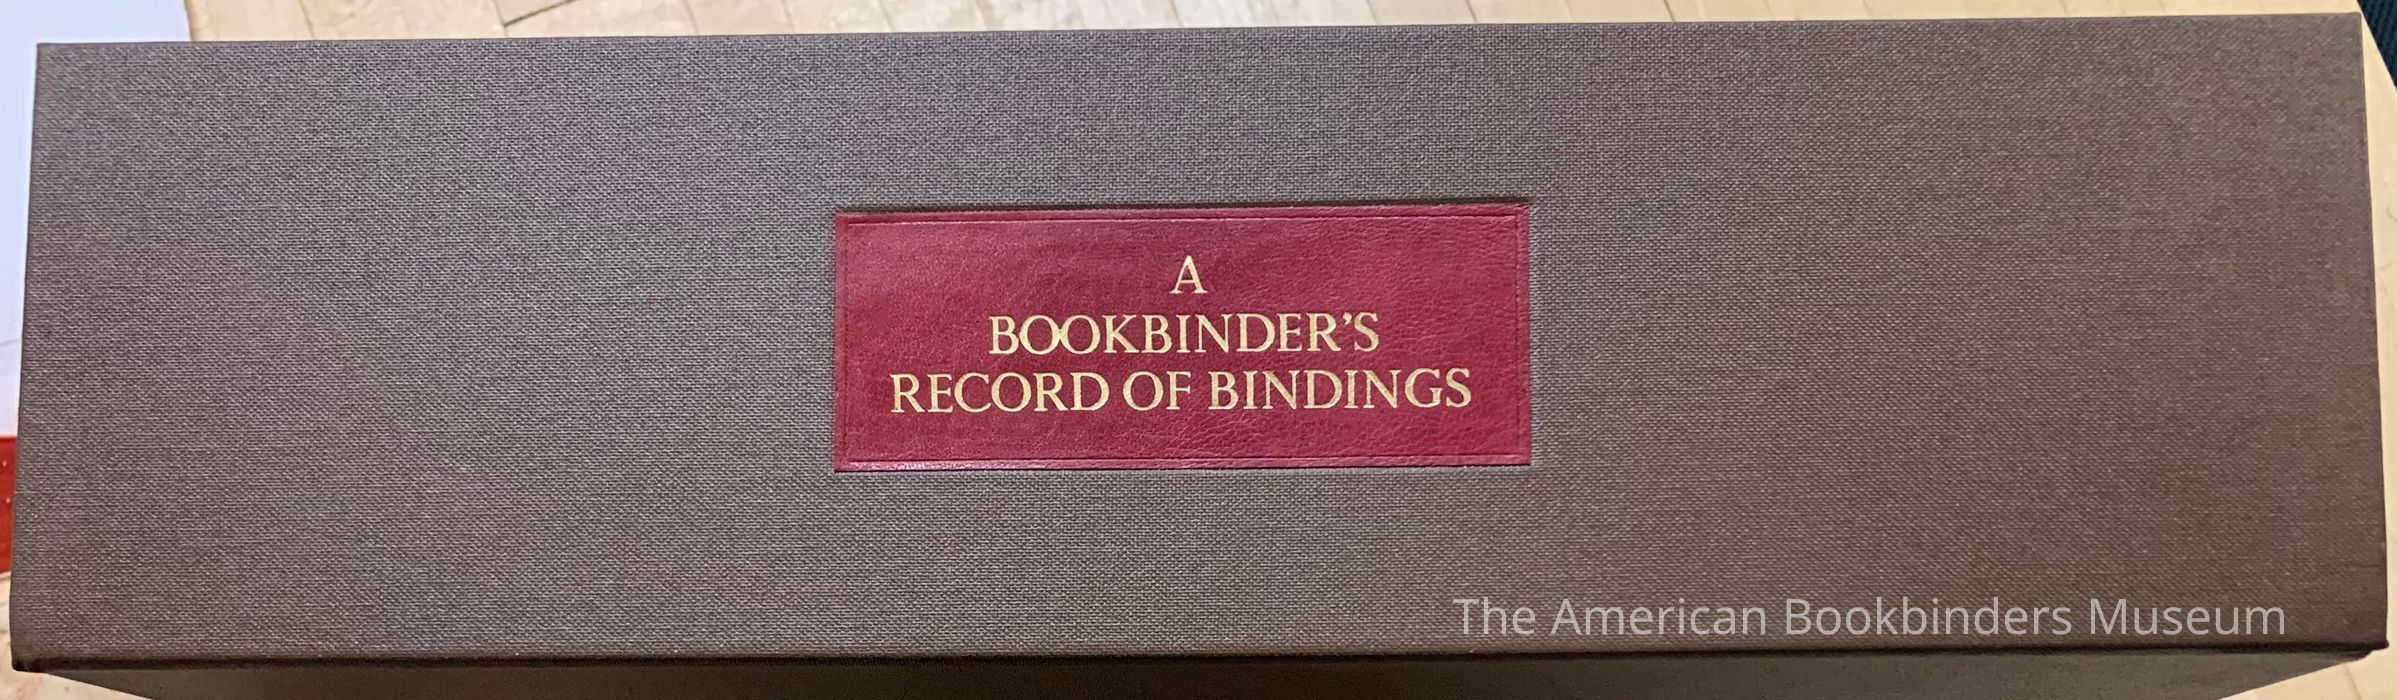 A
BOOKBINDER'S
RECORD OF BINDINGS
The American Bookbinders Museum